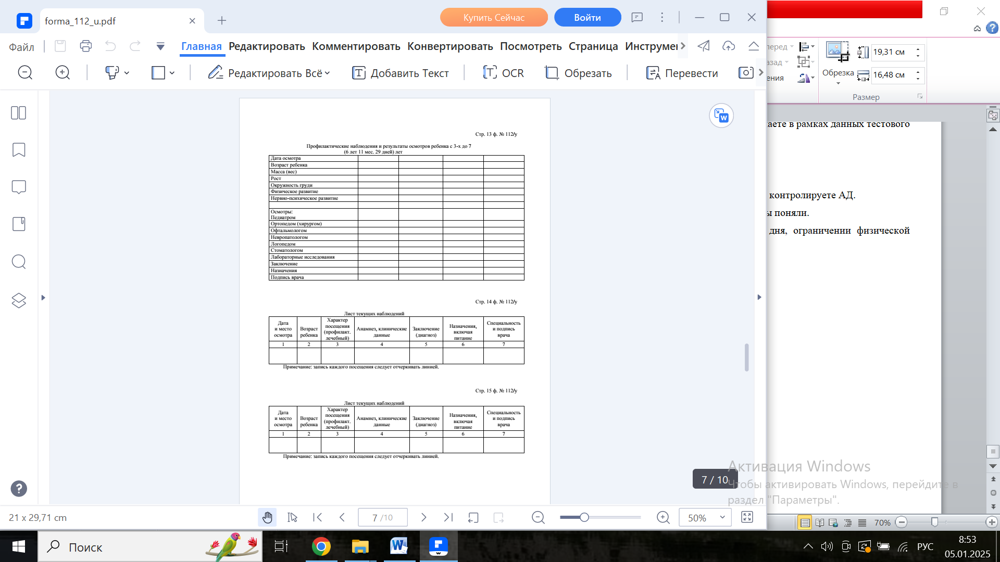 forma_112_u.pdf
Купить Сейчас
Войти
Файл
Главная Редактировать Комментировать Конвертировать Посмотреть Страница Инструмен
Редактировать Всё
Добавить Текст
OCR
Обрезать
Перевести
Стр. 13 ф. № 112/у
Профилактические наблюдения и результаты осмотров ребенка с 3-х до 7
(6 лет 11 мес. 29 дней) лет
Дата осмотра
Возраст ребенка
Масса (вес)
Рост
Окружность груди
Физическое развитие
Нервно-психическое развитие
Осмотры:
Педиатром
Ортопедом (хирургом)
Офтальмологом
Невропатологом
Логопедом
Стоматологом
Лабораторные исследования
Заключение
Назначения
Подпись врача
Стр. 14 ф. № 112/у
Лист текущих наблюдений
Дата и место осмотра
Возраст ребенка
Характер посещения (профилакт. лечебный)
Анамнез, клинические данные
Заключение (диагноз)
Назначения, включая питание
Специальность и подпись врача
1 2 3 4 5 6 7
Примечание: запись каждого посещения следует отчеркивать линией.
Стр. 15 ф. № 112/у
Лист текущих наблюдений
Дата и место осмотра
Возраст ребенка
Характер посещения (профилакт. лечебный)
Анамнез, клинические данные
Заключение (диагноз)
Назначения, включая питание
Специальность и подпись врача
1 2 3 4 5 6 7
Примечание: запись каждого посещения следует отчеркивать линией.
7 / 10
21 x 29,71 cm
7 /10
50%
перед
азад
ения
Обрезка
19,31 см
16,48 см
Размер
аете в рамках данных тестового
контролируете АД.
ы поняли.
дня, ограничении физической
Активация Windows
Чтобы активировать Windows, перейдите в
раздел "Параметры".
70%
Поиск
W
РУС
8:53
05.01.2025